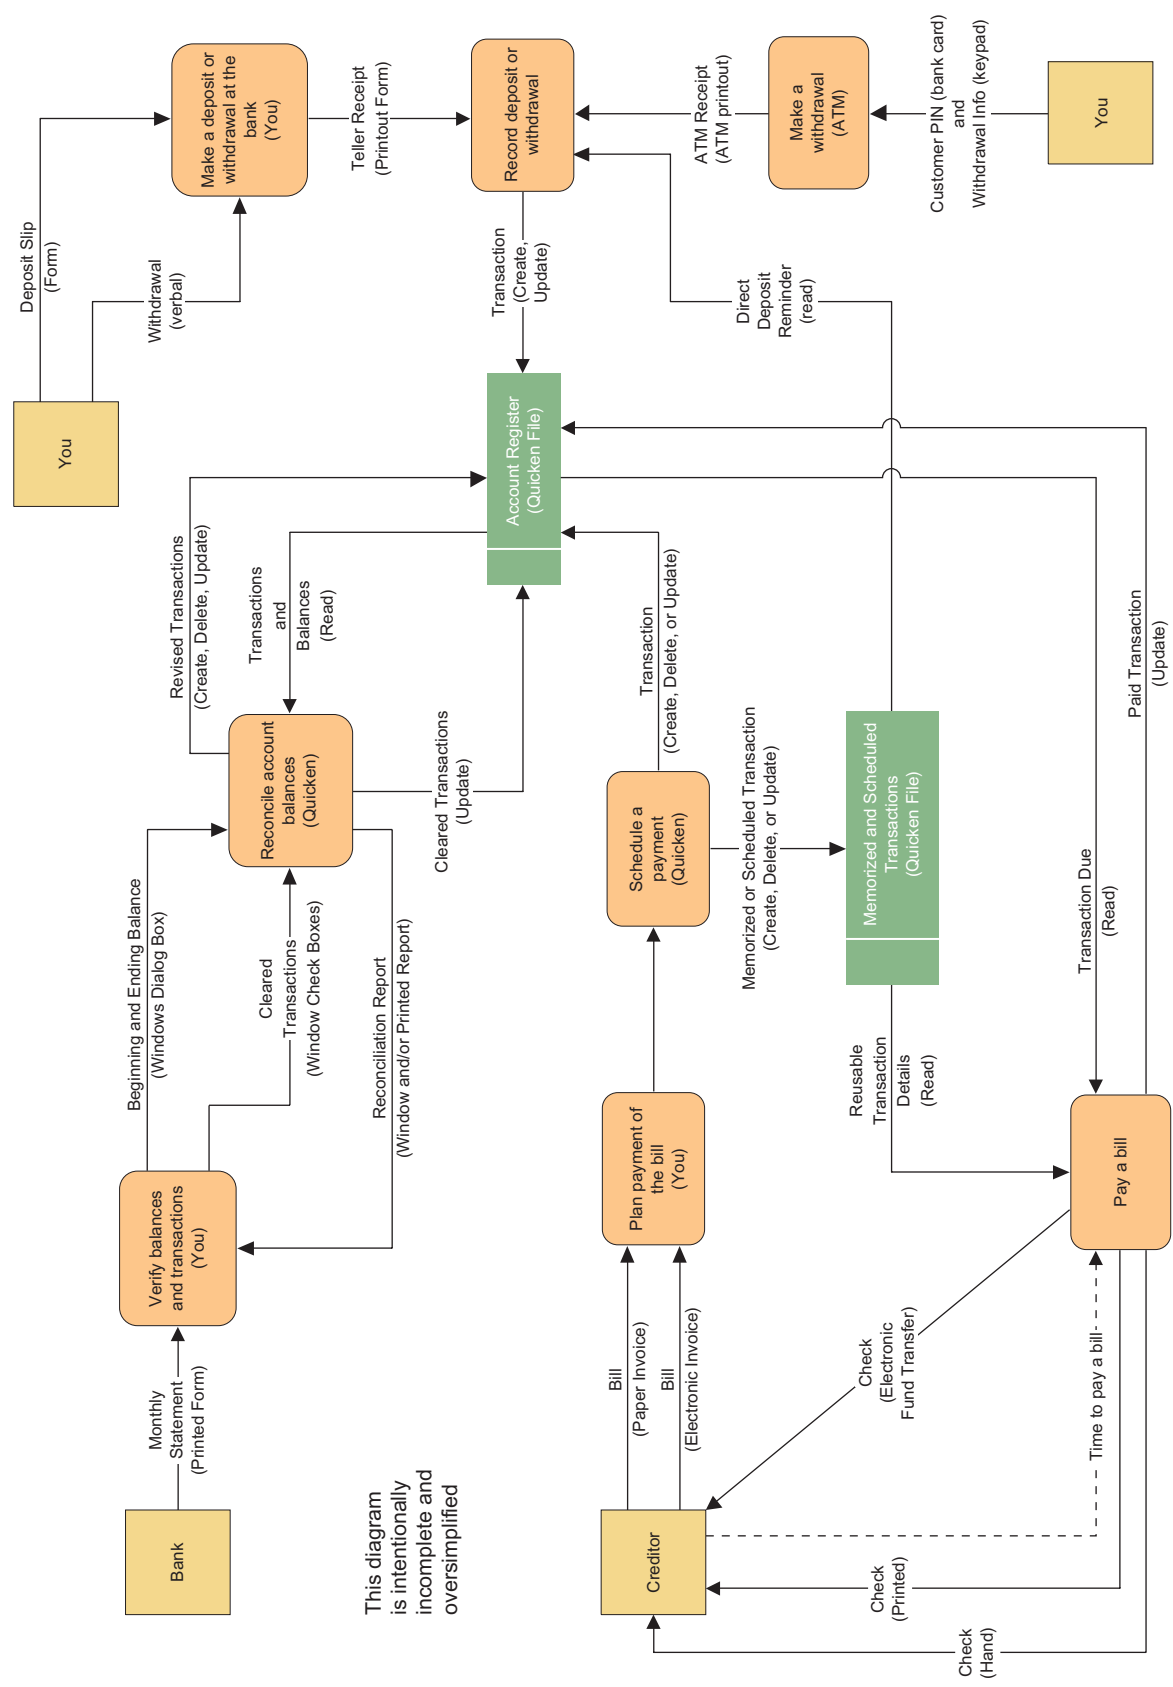 Bank
Monthly
Statement
(Printed Form)
Verify balances
and transactions
(You)
Beginning and Ending Balance
(Windows Dialog Box)
Cleared
Transactions
(Window Check Boxes)
Reconciliation Report
(Window and/or Printed Report)
Reconcile account
balances
(Quicken)
Revised Transactions
(Create, Delete, Update)
Transactions
and
Balances
(Read)
Cleared Transactions
(Update)
You
Deposit Slip
(Form)
Withdrawal
(verbal)
Make a deposit or
withdrawal at the
bank
(You)
Teller Receipt
(Printout Form)
Record deposit or
withdrawal
Transaction
(Create,
Update)
Account Register
(Quicken File)
ATM Receipt
(ATM printout)
Make a
withdrawal
(ATM)
Customer PIN (bank card)
and
Withdrawal Info (keypad)
You
Direct
Deposit
Reminder
(read)
This diagram
is intentionally
incomplete and
oversimplified
Creditor
Bill
(Paper Invoice)
Bill
(Electronic Invoice)
Plan payment of
the bill
(You)
Schedule a
payment
(Quicken)
Transaction
(Create, Delete, or Update)
Memorized or Scheduled Transaction
(Create, Delete, or Update)
Memorized and Scheduled
Transactions
(Quicken File)
Reusable
Transaction
Details
(Read)
Transaction Due
(Read)
Paid Transaction
(Update)
Pay a bill
Check
(Electronic
Fund Transfer)
Time to pay a bill
Check
(Printed)
Check
(Hand)